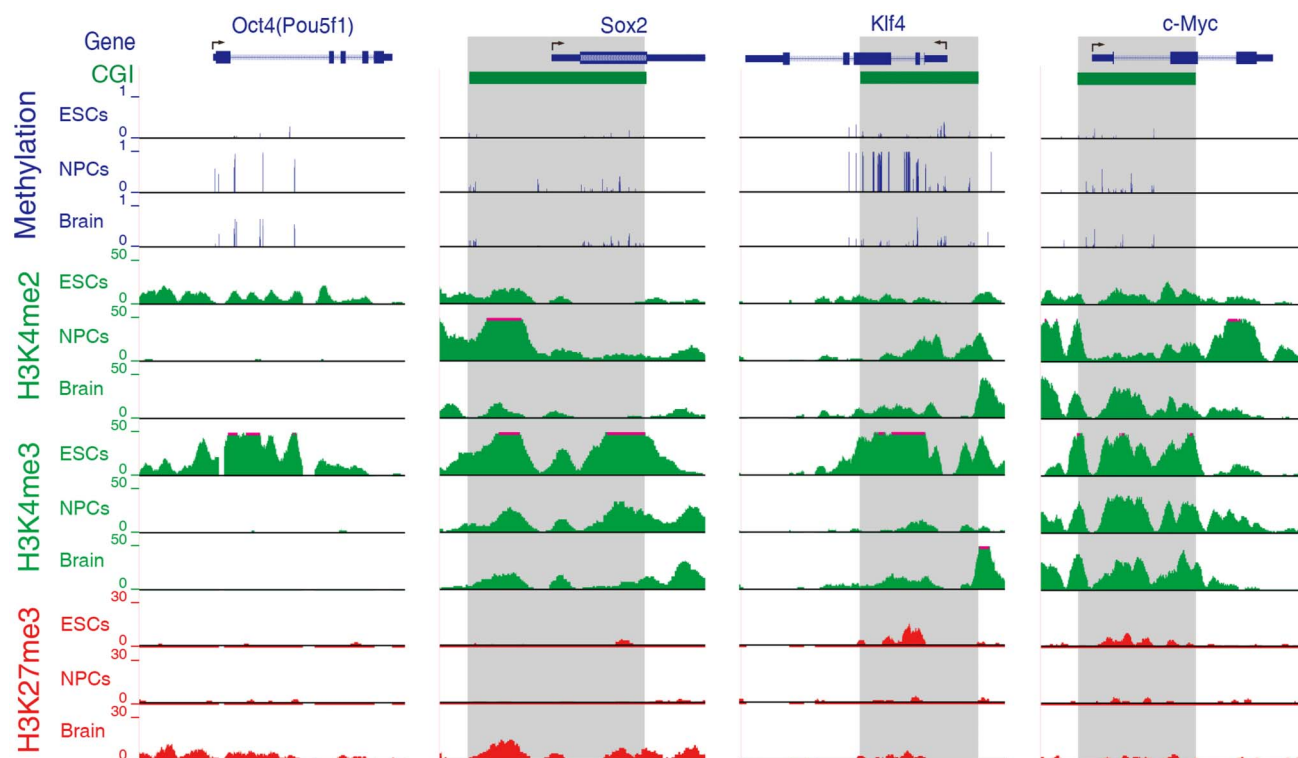 Gene Oct4(Pou5f1) Sox2 Klf4 c-Myc
CGI
Methylation
ESCs 1 0
NPCs 1 0
Brain 1 0
H3K4me2
ESCs 50 0
NPCs 50 0
Brain 50 0
H3K4me3
ESCs 50 0
NPCs 50 0
Brain 50 0
H3K27me3
ESCs 30 0
NPCs 30 0
Brain 30 0